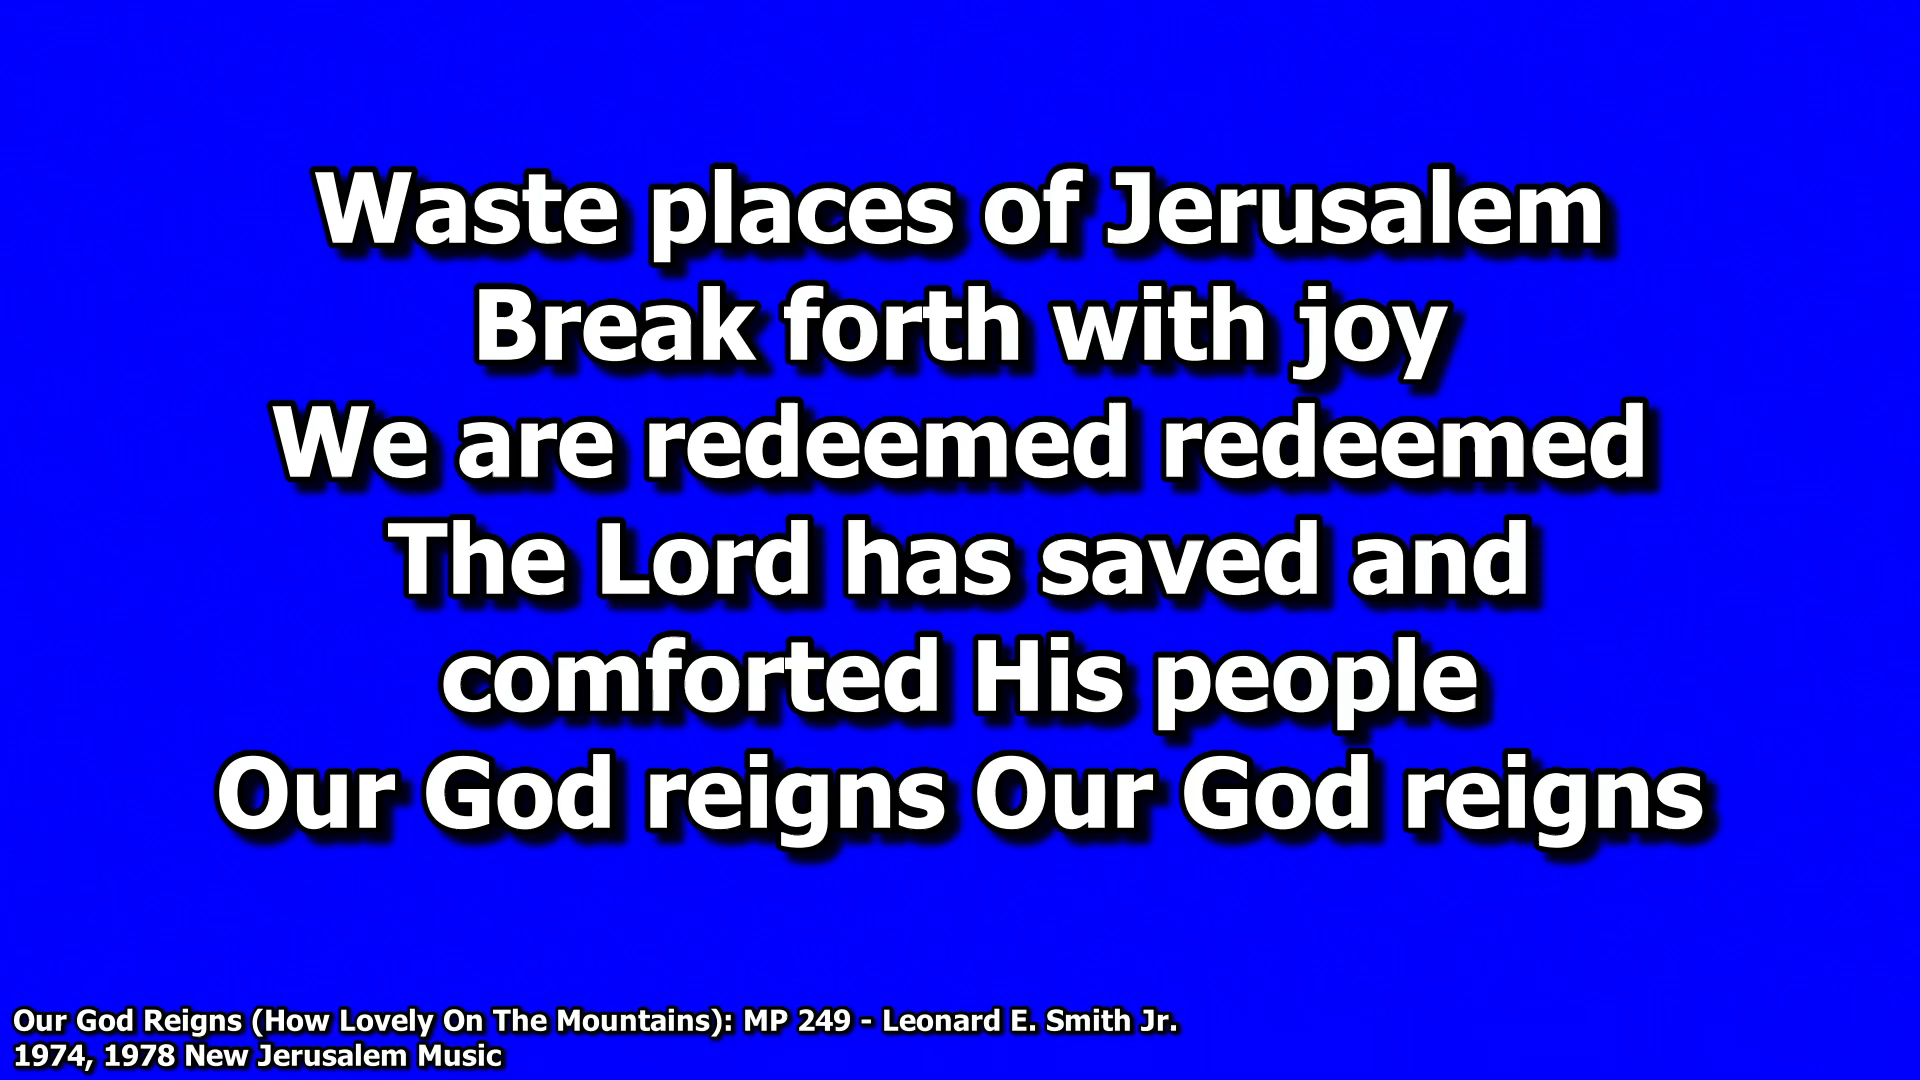 Waste places of Jerusalem
Break forth with joy
We are redeemed redeemed
The Lord has saved and
comforted His people
Our God reigns Our God reigns
Our God Reigns (How Lovely On The Mountains): MP 249 - Leonard E. Smith Jr.
1974, 1978 New Jerusalem Music